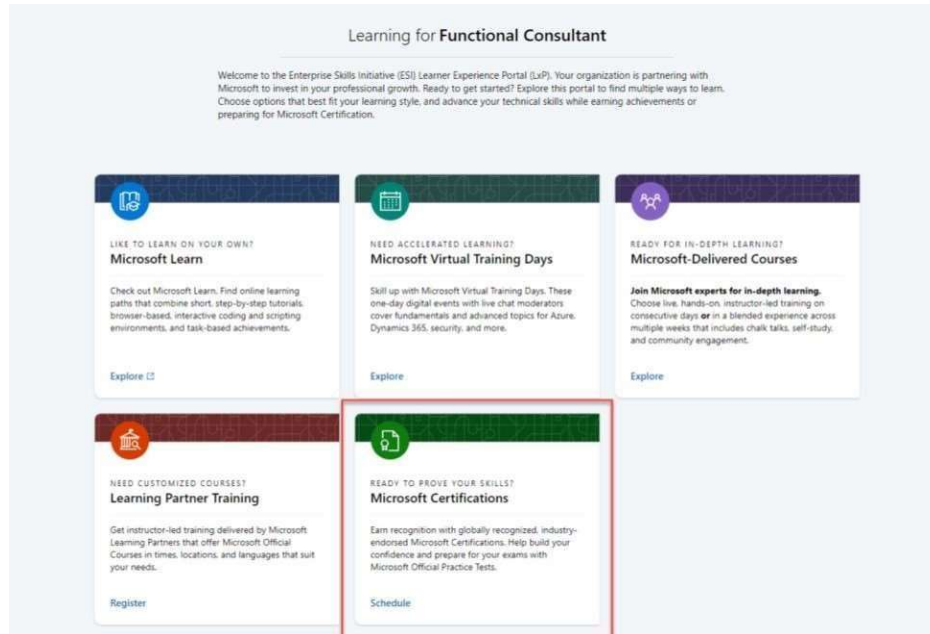 Learning for Functional Consultant
Welcome to the Enterprise Skills Initiative (ESI) Learner Experience Portal (LxP). Your organization is partnering with
Microsoft to invest in your professional growth. Ready to get started? Explore this portal to find multiple ways to learn.
Choose options that best fit your learning style, and advance your technical skills while earning achievements or
preparing for Microsoft Certification.
LIKE TO LEARN ON YOUR OWN?
Microsoft Learn
Check out Microsoft Learn. Find online learning
paths that combine short, step-by-step tutorials,
browser-based, interactive coding and scripting
environments, and task-based achievements.
Explore
NEED ACCELERATED LEARNING?
Microsoft Virtual Training Days
Skill up with Microsoft Virtual Training Days. These
one-day digital events with live chat moderators
cover fundamentals and advanced topics for Azure,
Dynamics 365, security, and more.
Explore
READY FOR IN-DEPTH LEARNING?
Microsoft-Delivered Courses
Join Microsoft experts for in-depth learning.
Choose live, hands-on, instructor-led training on
consecutive days or in a blended experience across
multiple weeks that includes chalk talks, self-study,
and community engagement.
Explore
NEED CUSTOMIZED COURSES?
Learning Partner Training
Get instructor-led training delivered by Microsoft
Learning Partners that offer Microsoft Official
Courses in times, locations, and languages that suit
your needs.
Register
READY TO PROVE YOUR SKILLS?
Microsoft Certifications
Earn recognition with globally recognized, industry-
endorsed Microsoft Certifications. Help build your
confidence and prepare for your exams with
Microsoft Official Practice Tests.
Schedule